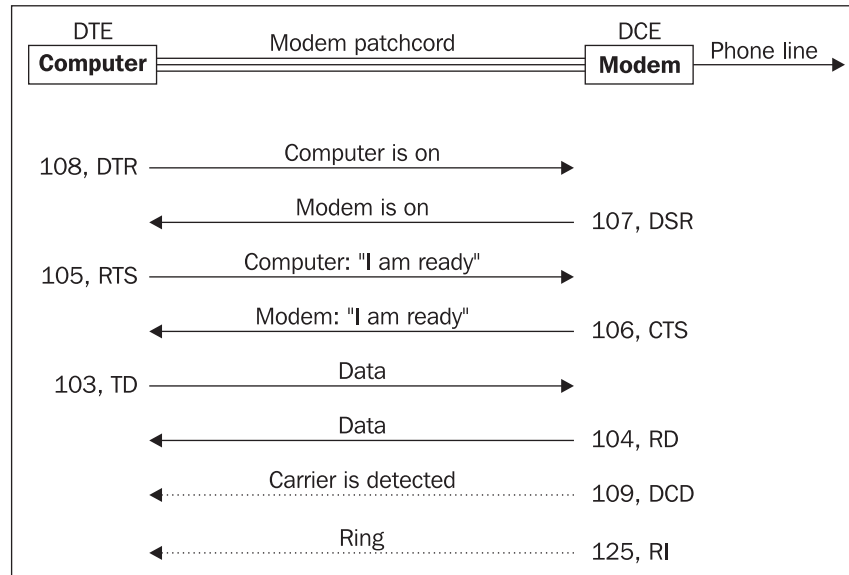 DTE
Modem patchcord
DCE
Computer
Modem
Phone line
108, DTR
Computer is on
Modem is on
107, DSR
105, RTS
Computer: "I am ready"
Modem: "I am ready"
106, CTS
103, TD
Data
Data
104, RD
Carrier is detected
109, DCD
Ring
125, RI